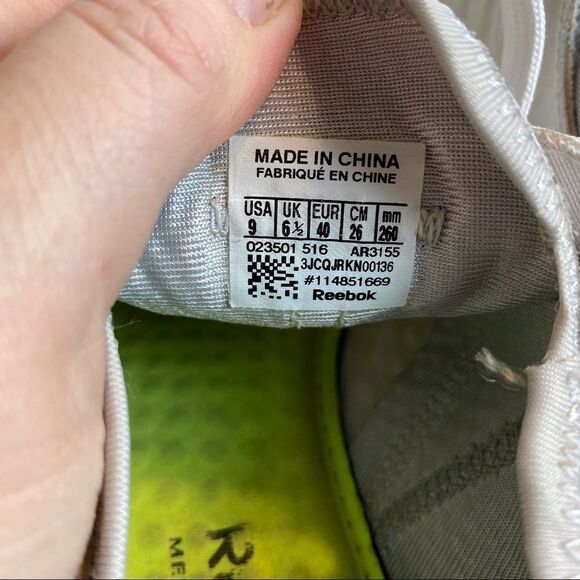 MADE IN CHINA
FABRIQUÉ EN CHINE
USA UK EUR CM mm
9 6½ 40 26 260
023501 516 AR3155
3JCQJRKN00136
#114851669
Reebok
ME